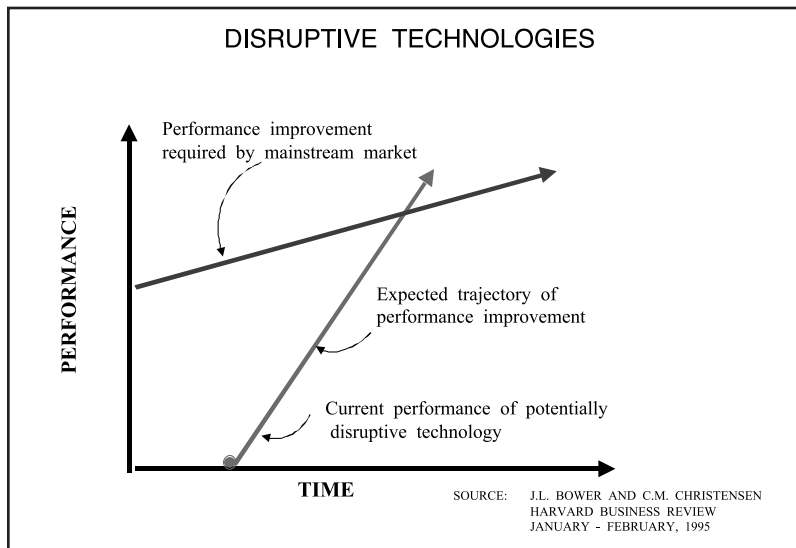 DISRUPTIVE TECHNOLOGIES
Performance improvement
required by mainstream market
PERFORMANCE
Expected trajectory of
performance improvement
Current performance of potentially
disruptive technology
TIME
SOURCE: J.L. BOWER AND C.M. CHRISTENSEN
HARVARD BUSINESS REVIEW
JANUARY - FEBRUARY, 1995